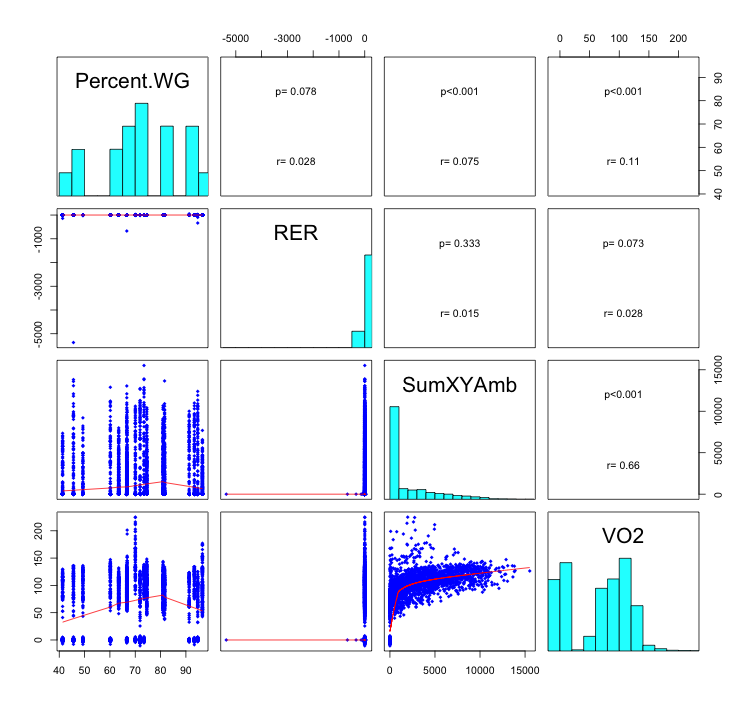 -5000 -3000 -1000 0
0 50 100 150 200
Percent.WG
p= 0.078
r= 0.028
p<0.001
r= 0.075
p<0.001
r= 0.11
40 50 60 70 80 90
-5000 -3000 -1000
RER
p= 0.333
r= 0.015
p= 0.073
r= 0.028
SumXYAmb
p<0.001
r= 0.66
0 5000 10000 15000
0 50 100 150 200
VO2
40 50 60 70 80 90
0 5000 10000 15000